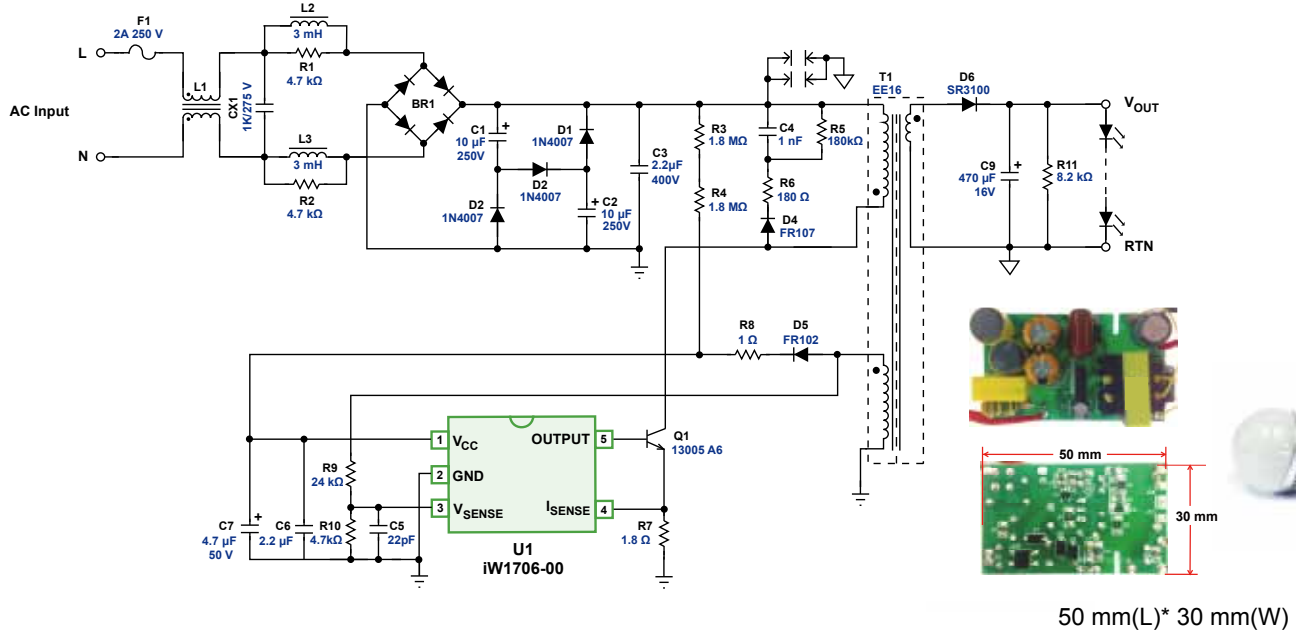 F1
2A 250 V
L
AC Input
N
L1
CX1
1K/275 V
L2
3 mH
R1
4.7 kΩ
L3
3 mH
R2
4.7 kΩ
BR1
C1
10 µF
250V
D1
1N4007
D2
1N4007
D2
1N4007
C2
10 µF
250V
C3
2.2µF
400V
R3
1.8 MΩ
R4
1.8 MΩ
C4
1 nF
R5
180kΩ
R6
180 Ω
D4
FR107
T1
EE16
D6
SR3100
C9
470 µF
16V
R11
8.2 kΩ
VOUT
RTN
R8
1 Ω
D5
FR102
R9
24 kΩ
R10
4.7kΩ
C7
4.7 µF
50 V
C6
2.2 µF
C5
22pF
1 VCC
2 GND
3 VSENSE
OUTPUT 5
ISENSE 4
U1
iW1706-00
Q1
13005 A6
R7
1.8 Ω
50 mm
30 mm
50 mm(L)* 30 mm(W)